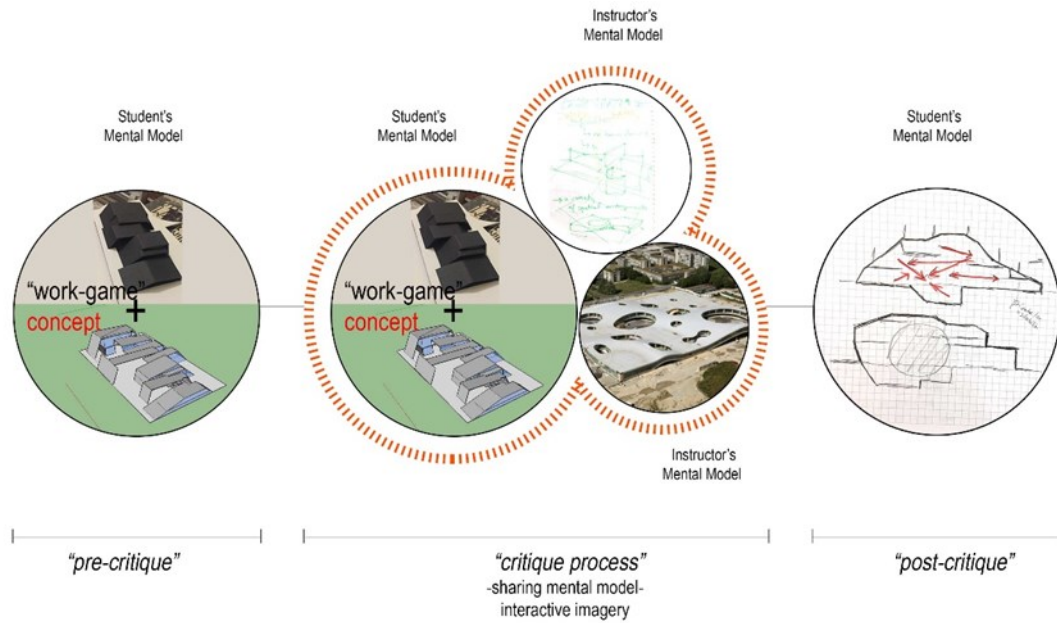 Instructor's
Mental Model
Student's
Mental Model
Student's
Mental Model
Student's
Mental Model
“work-game”
concept
“work-game”
concept
Instructor's
Mental Model
“pre-critique”
“critique process”
-sharing mental model-
interactive imagery
“post-critique”